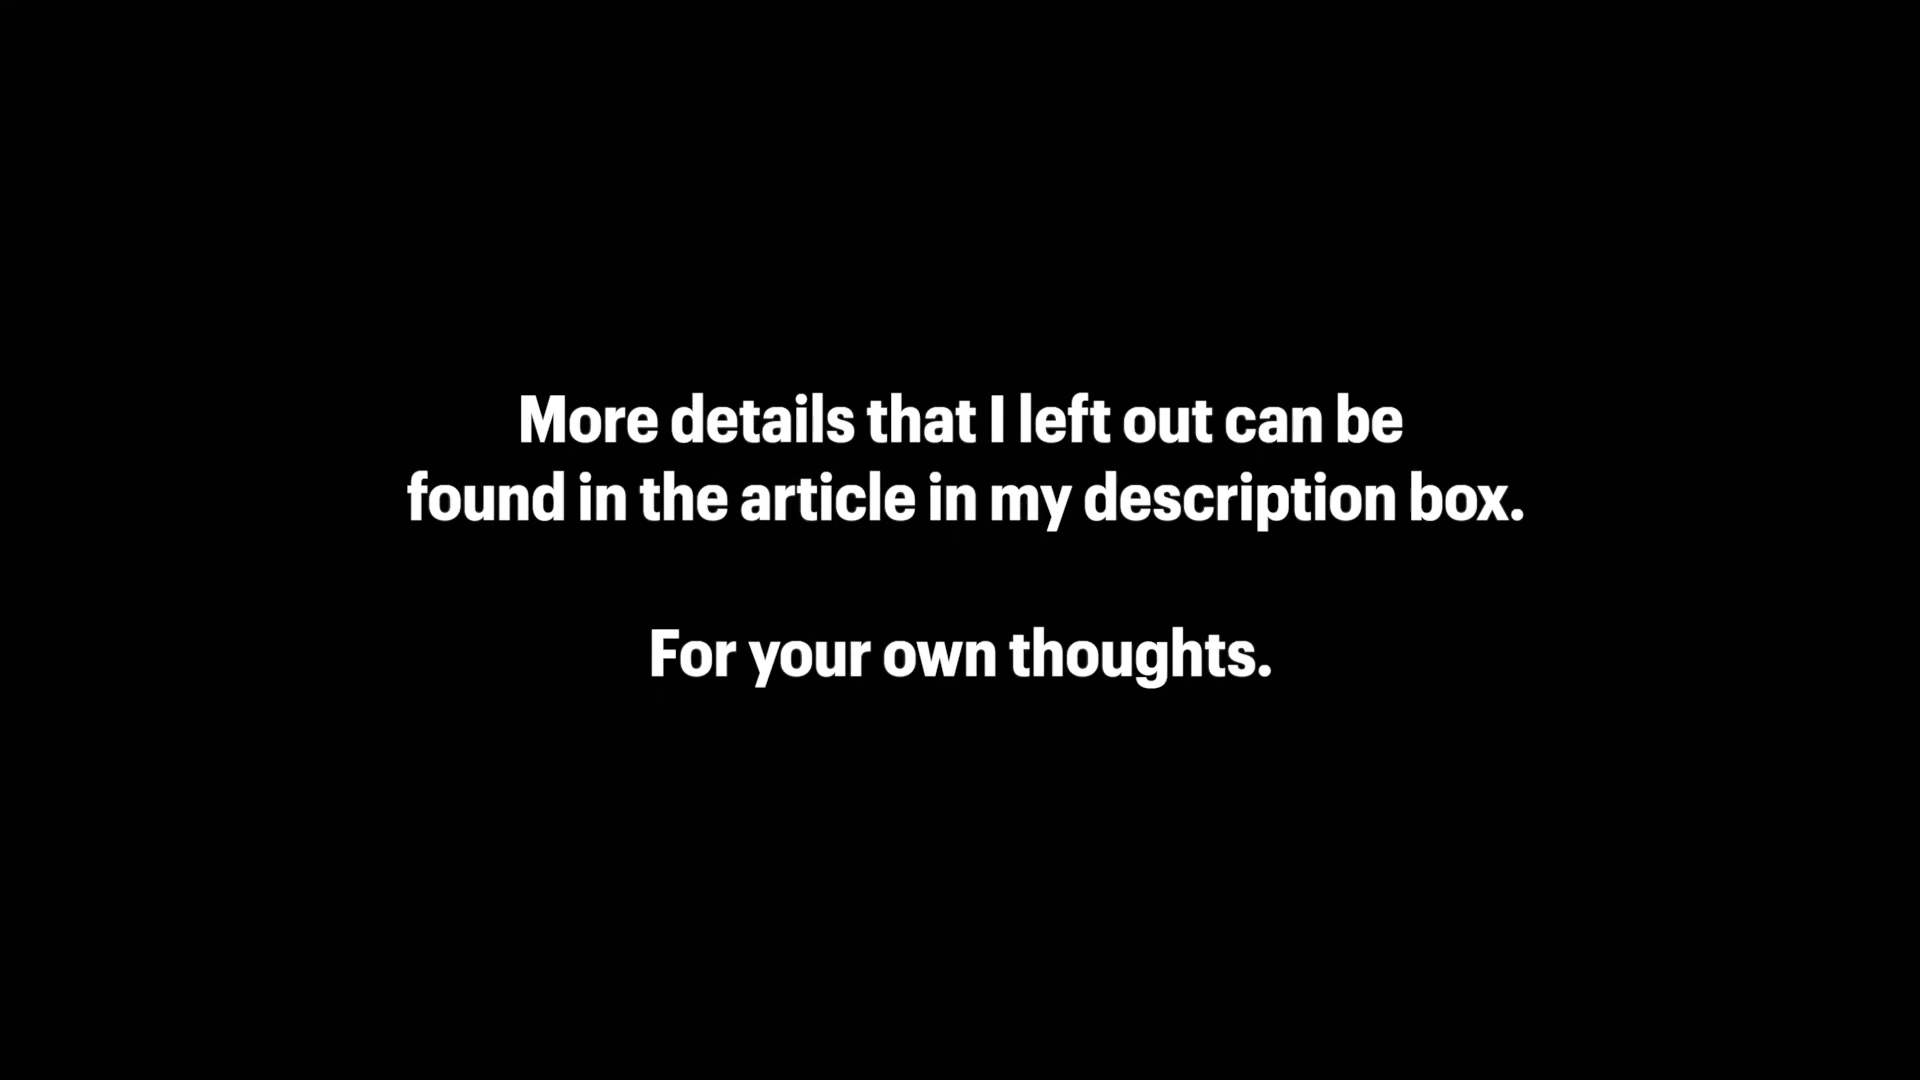 More details that I left out can be
found in the article in my description box.
For your own thoughts.